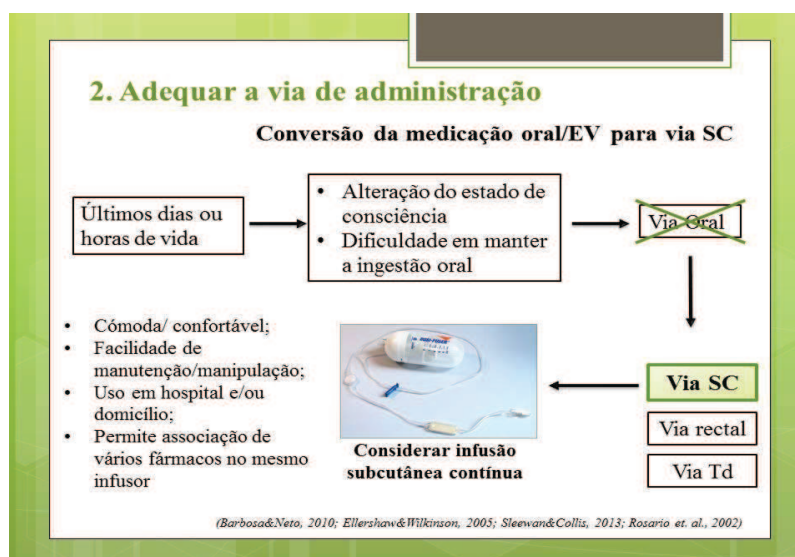 2. Adequar a via de administração
Conversão da medicação oral/EV para via SC
Últimos dias ou
horas de vida
• Alteração do estado de
consciência
• Dificuldade em manter
a ingestão oral
Via Oral
• Cómoda/ confortável;
• Facilidade de
manutenção/manipulação;
• Uso em hospital e/ou
domicílio;
• Permite associação de
vários fármacos no mesmo
infusor
Considerar infusão
subcutânea contínua
Via SC
Via rectal
Via Td
(Barbosa&Neto, 2010; Ellershaw&Wilkinson, 2005; Sleewan&Collis, 2013; Rosario et. al., 2002)